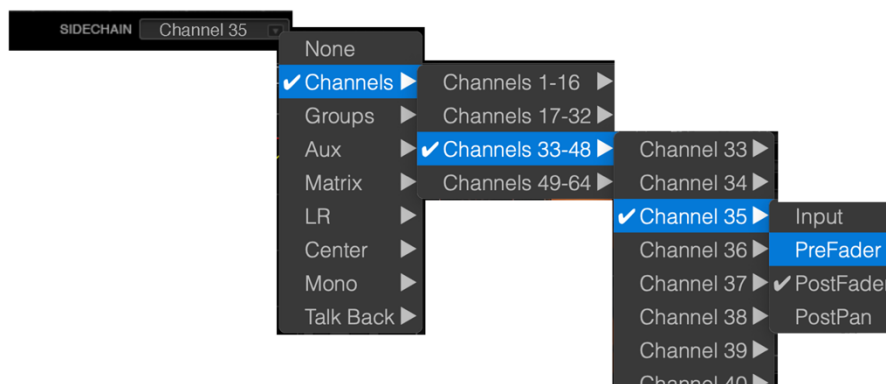 SIDECHAIN Channel 35
None
Channels
Groups
Aux
Matrix
LR
Center
Mono
Talk Back
Channels 1-16
Channels 17-32
Channels 33-48
Channels 49-64
Channel 33
Channel 34
Channel 35
Channel 36
Channel 37
Channel 38
Channel 39
Channel 40
Input
PreFader
PostFader
PostPan